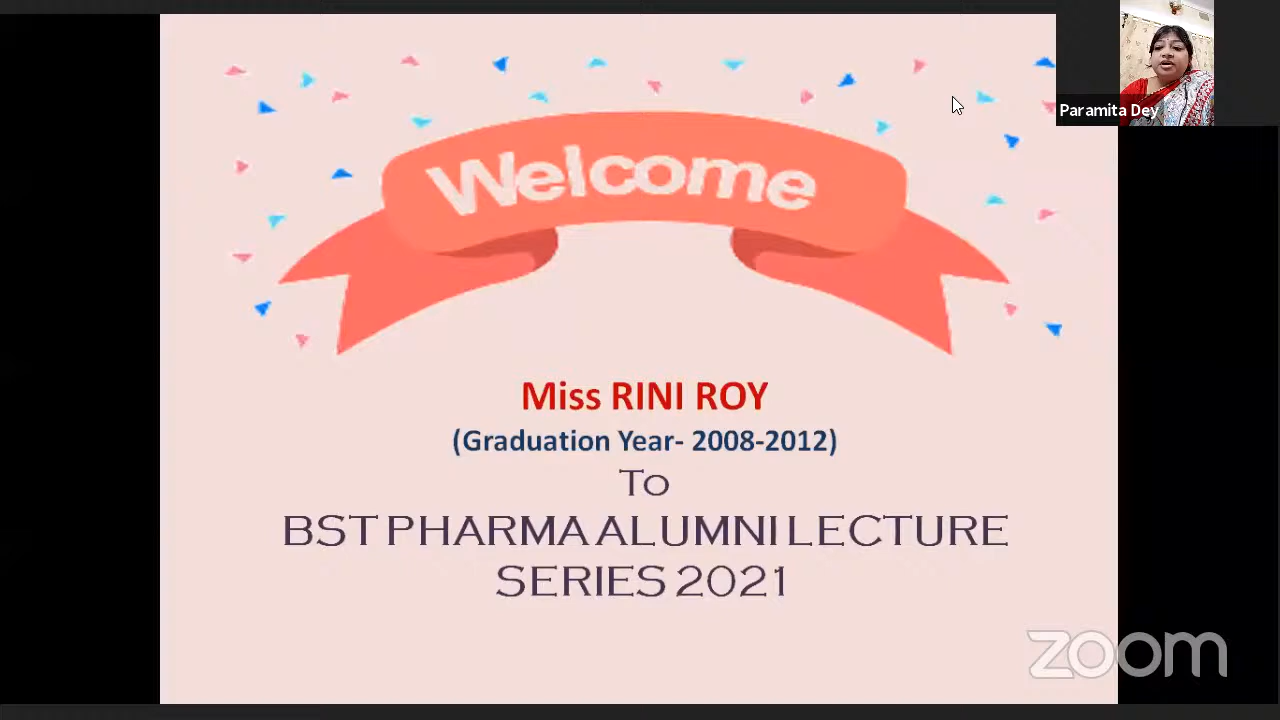 Paramita Dey
Welcome
Miss RINI ROY
(Graduation Year- 2008-2012)
To
BST PHARMA ALUMNI LECTURE
SERIES 2021
zoom